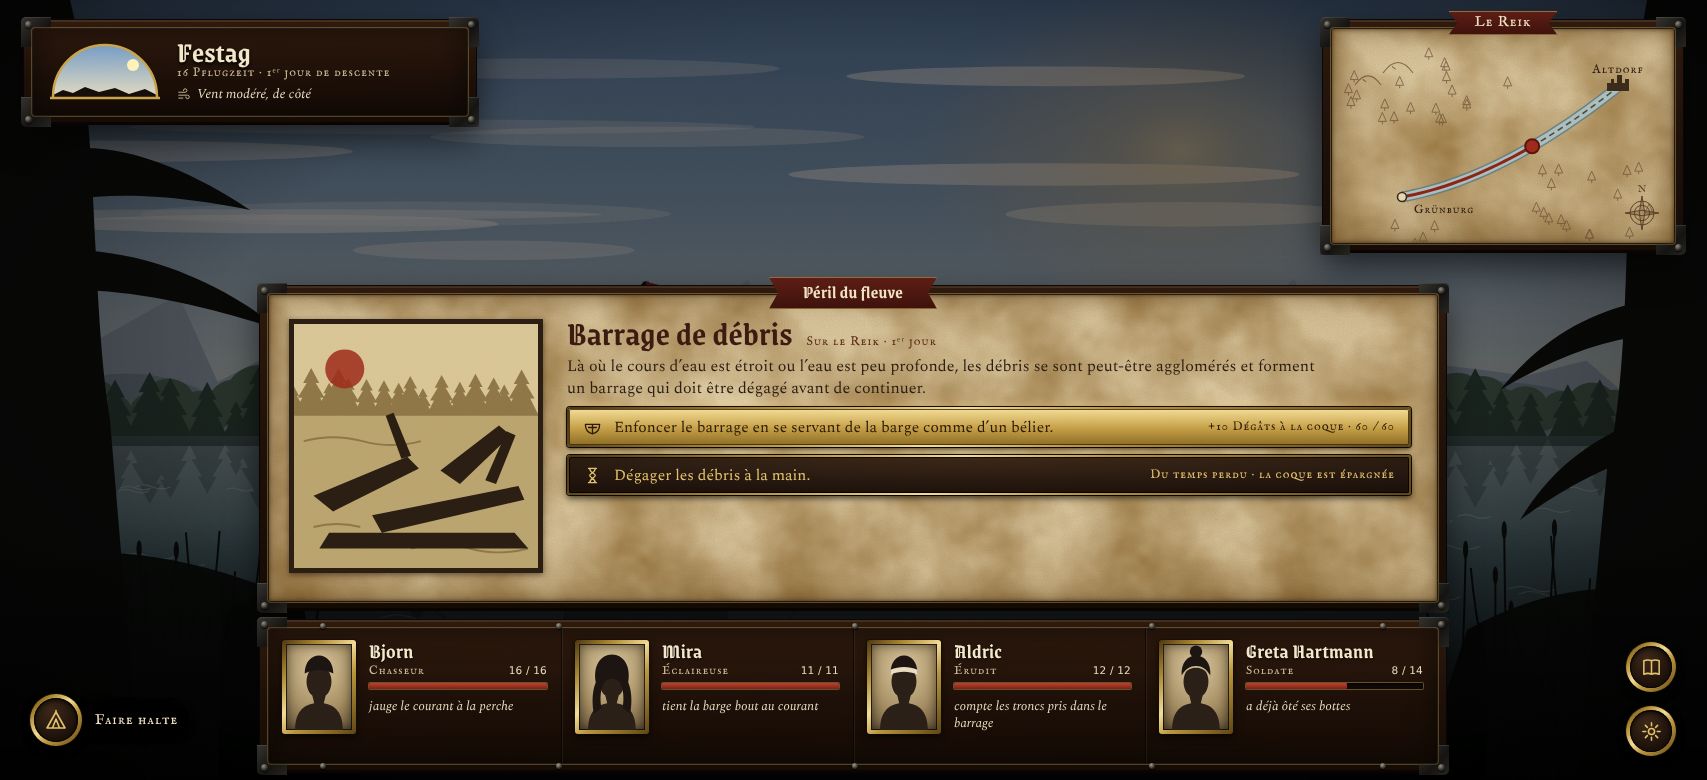 Festag
16 Pflugzeit · 1er jour de descente
Vent modéré, de côté
Le Reik
Altdorf
Grünburg
N
Péril du fleuve
Barrage de débris
Sur le Reik · 1er jour
Là où le cours d’eau est étroit ou l’eau est peu profonde, les débris se sont peut-être agglomérés et forment
un barrage qui doit être dégagé avant de continuer.
Enfoncer le barrage en se servant de la barge comme d’un bélier.
+10 Dégâts à la coque · 60 / 60
Dégager les débris à la main.
Du temps perdu · la coque est épargnée
Bjorn
Chasseur 16 / 16
jauge le courant à la perche
Mira
Éclaireuse 11 / 11
tient la barge bout au courant
Aldric
Érudit 12 / 12
compte les troncs pris dans le
barrage
Greta Hartmann
Soldate 8 / 14
a déjà ôté ses bottes
Faire halte